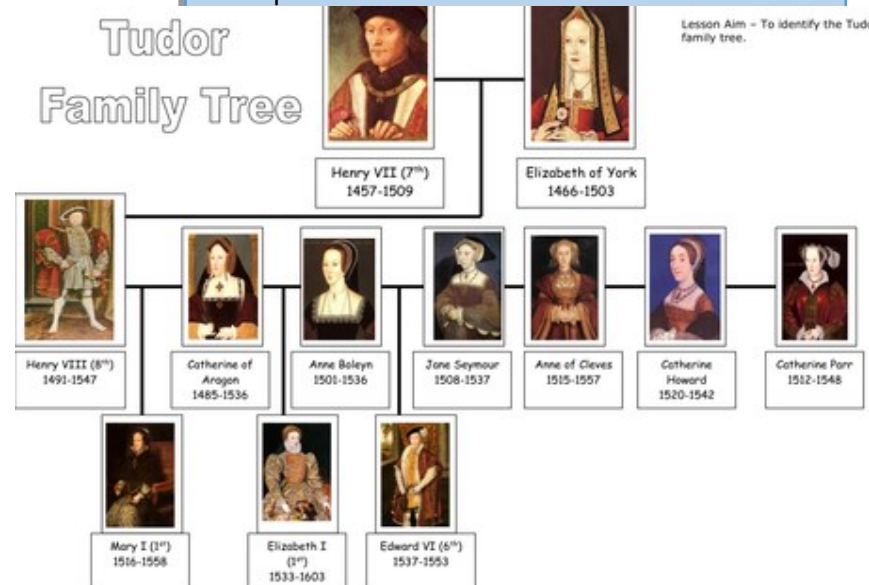 Tudor
Family Tree
Lesson Aim – To identify the Tud
family tree.
Henry VII (7th)
1457-1509
Elizabeth of York
1466-1503
Henry VIII (8th)
1491-1547
Catherine of
Aragon
1485-1536
Anne Boleyn
1501-1536
Jane Seymour
1508-1537
Anne of Cleves
1515-1557
Catherine
Howard
1520-1542
Catherine Parr
1512-1548
Mary I (1st)
1516-1558
Elizabeth I
(1st)
1533-1603
Edward VI (6th)
1537-1553